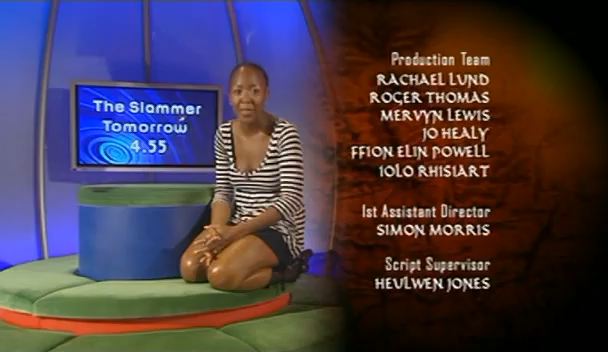 The Slammer
Tomorrow
4.55
Production Team
RACHAEL LUND
ROGER THOMAS
MERVYN LEWIS
JO HEALY
FFION ELIN POWELL
IOLO RHISIART
1st Assistant Director
SIMON MORRIS
Script Supervisor
HEULWEN JONES